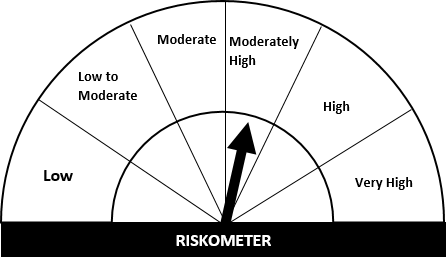 Low
Low to
Moderate
Moderate
Moderately
High
High
Very High
RISKOMETER